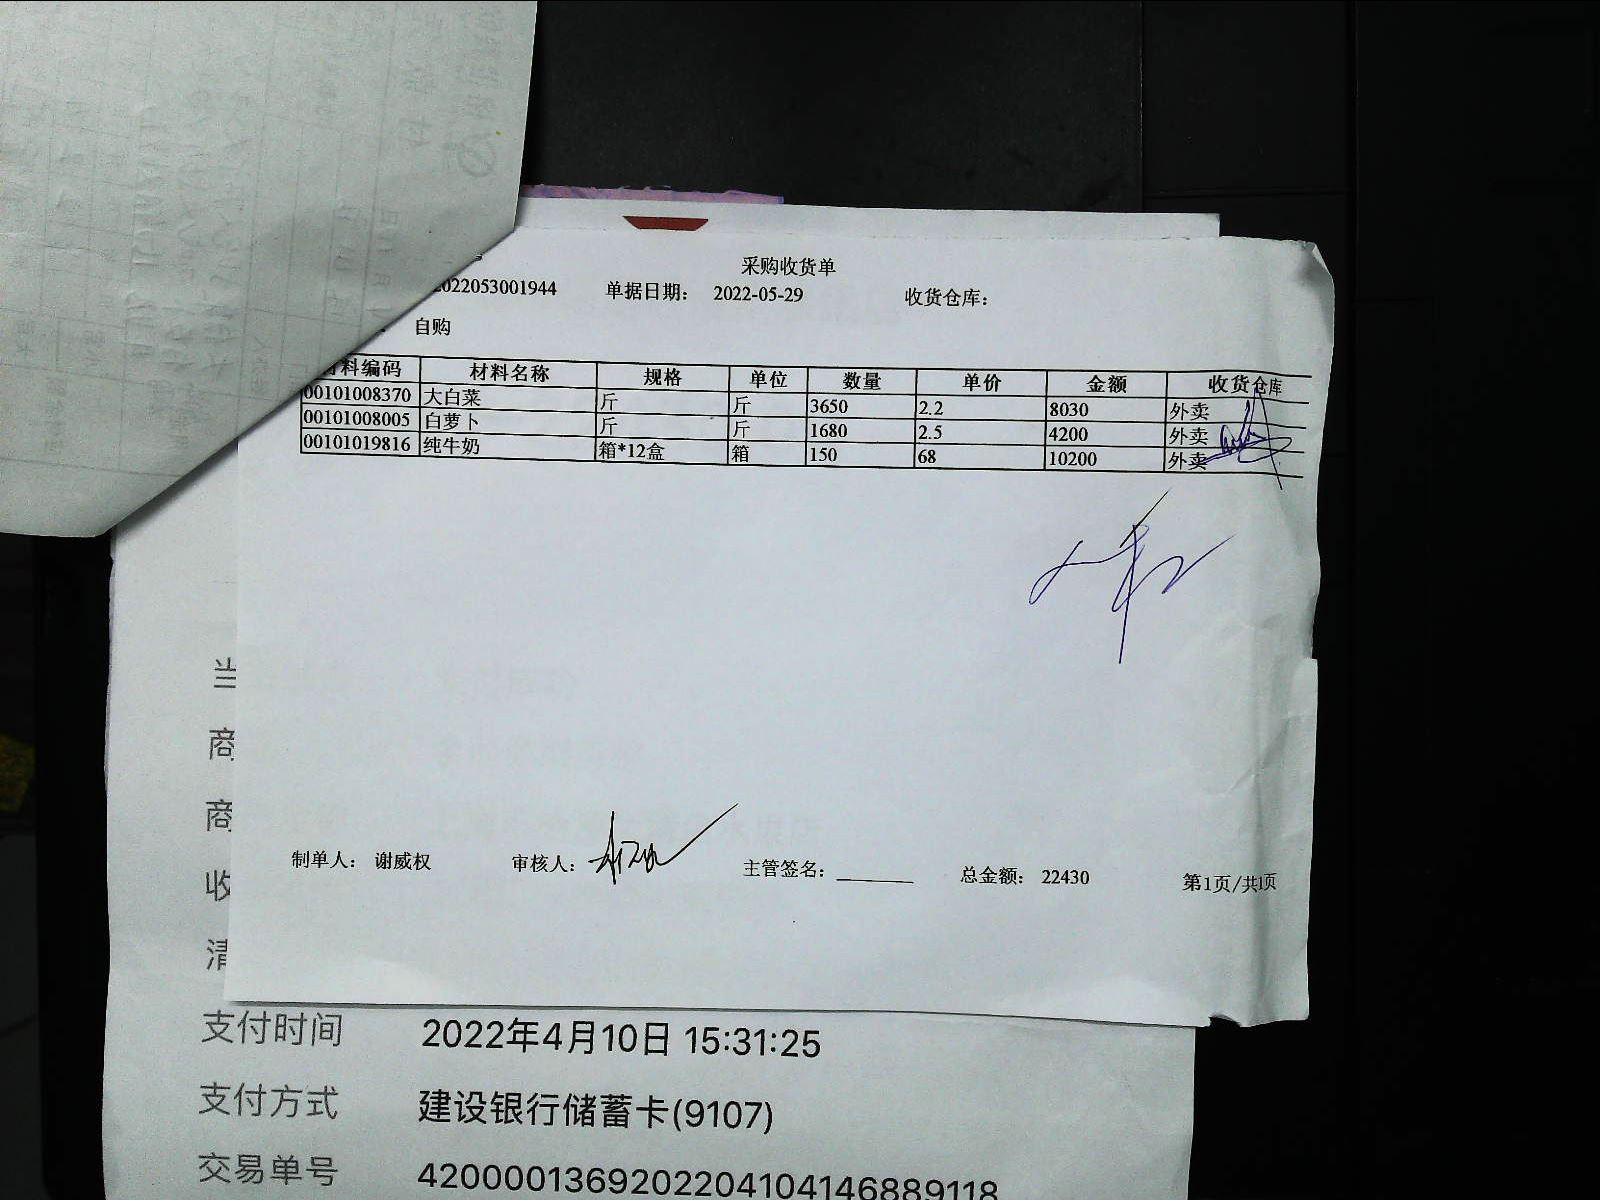 采购收货单
2022053001944 单据日期: 2022-05-29 收货仓库:
自购
材料编码 材料名称 规格 单位 数量 单价 金额 收货仓库
00101008370 大白菜 斤 斤 3650 2.2 8030 外卖
00101008005 白萝卜 斤 斤 1680 2.5 4200 外卖
00101019816 纯牛奶 箱*12盒 箱 150 68 10200 外卖
制单人: 谢威权 审核人: 主管签名: 总金额: 22430 第1页/共1页
当
商
商
收
清
支付时间 2022年4月10日 15:31:25
支付方式 建设银行储蓄卡(9107)
交易单号 4200001369202204104146889118